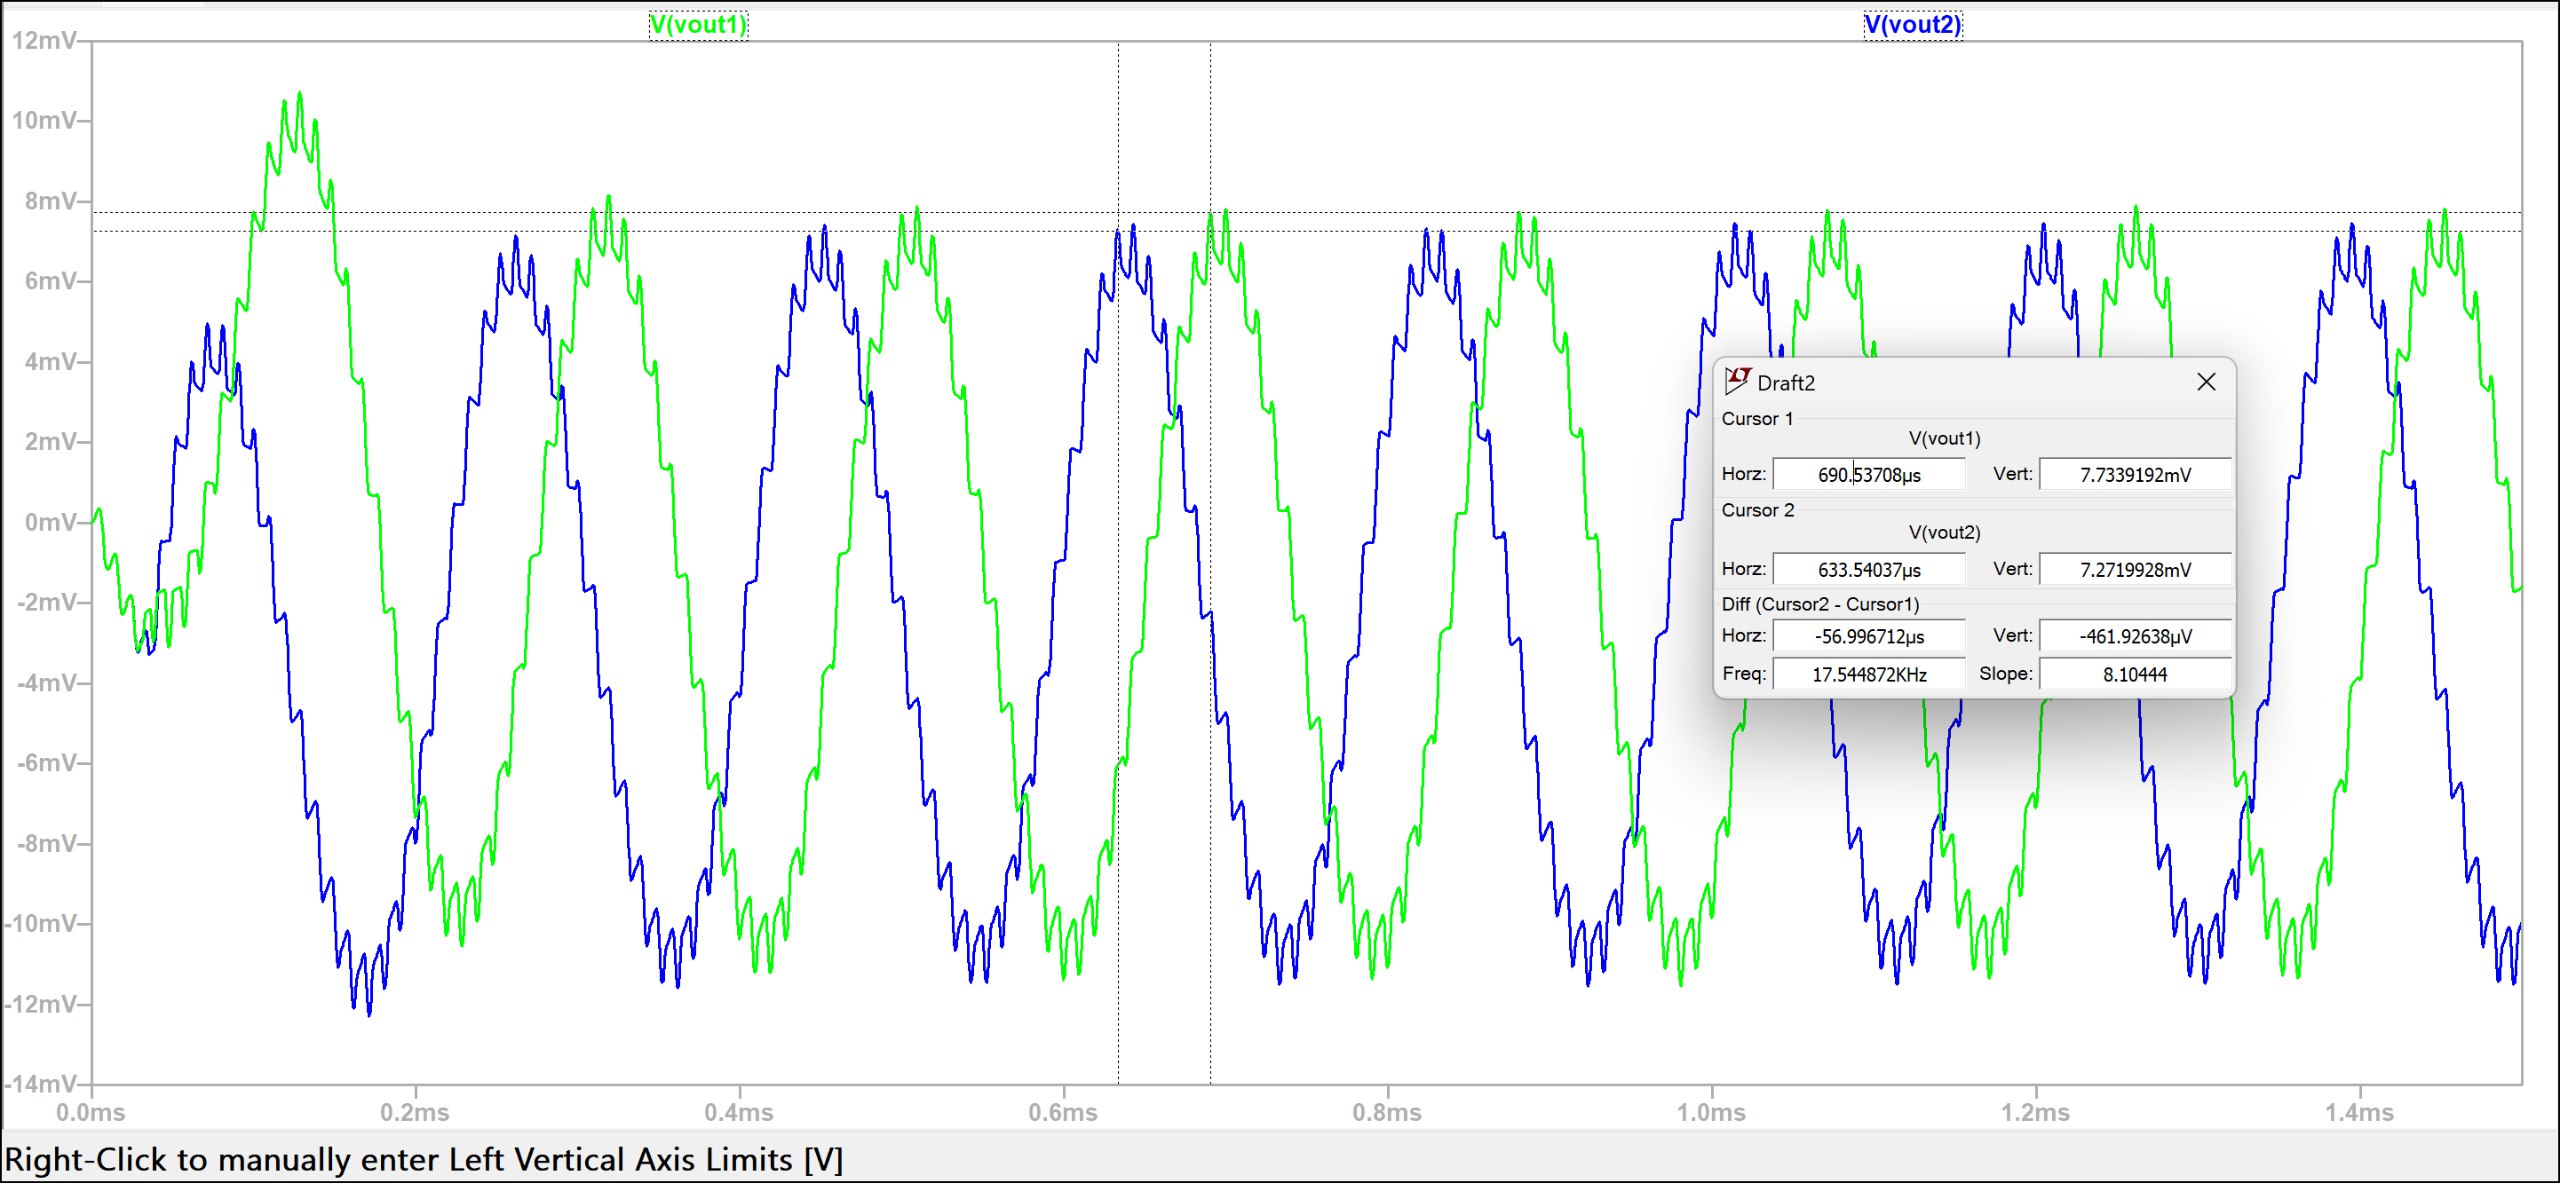 V(vout1) V(vout2)
12mV
10mV
8mV
6mV
4mV
2mV
0mV
-2mV
-4mV
-6mV
-8mV
-10mV
-12mV
-14mV
0.0ms 0.2ms 0.4ms 0.6ms 0.8ms 1.0ms 1.2ms 1.4ms
Draft2
Cursor 1
V(vout1)
Horz: 690.53708µs Vert: 7.7339192mV
Cursor 2
V(vout2)
Horz: 633.54037µs Vert: 7.2719928mV
Diff (Cursor2 - Cursor1)
Horz: -56.996712µs Vert: -461.92638µV
Freq: 17.544872KHz Slope: 8.10444
Right-Click to manually enter Left Vertical Axis Limits [V]